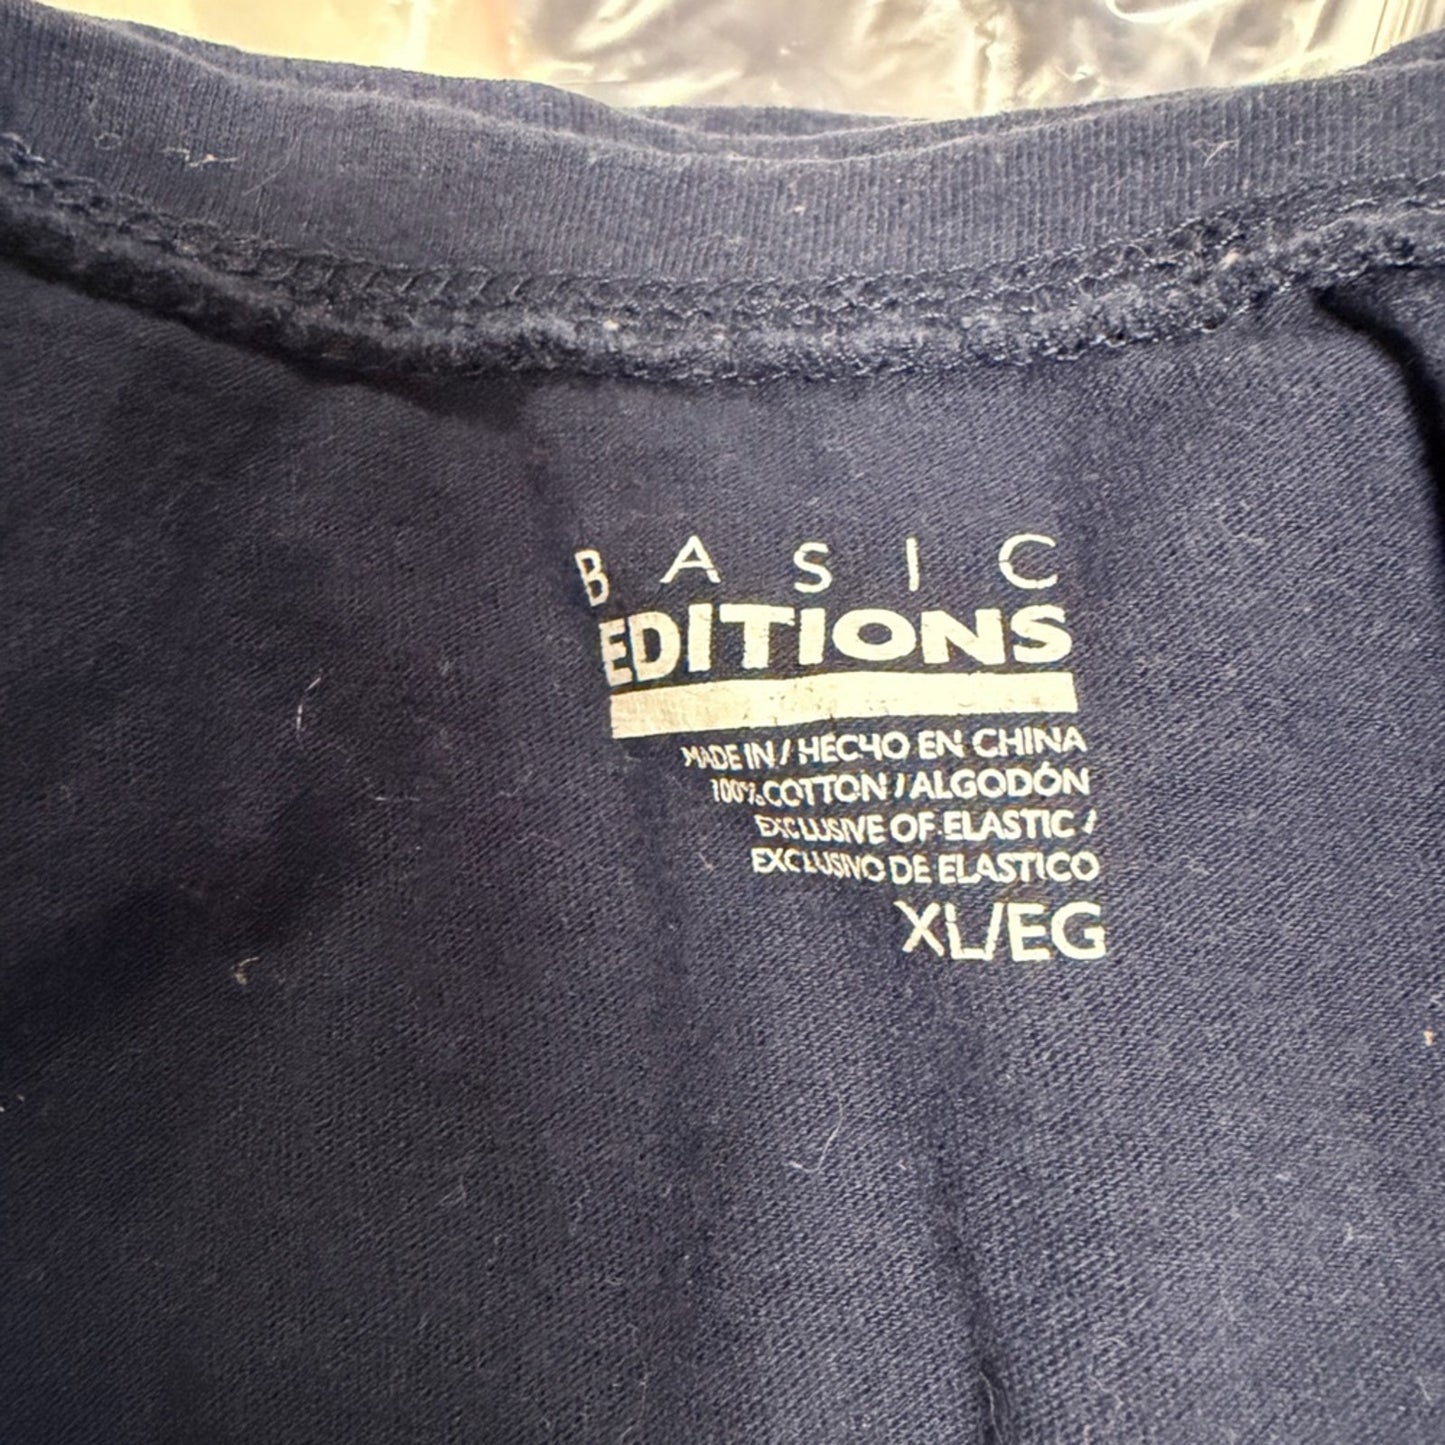 BASIC
EDITIONS
MADE IN / HECHO EN CHINA
100% COTTON / ALGODÓN
EXCLUSIVE OF ELASTIC /
EXCLUSIVO DE ELASTICO
XL/EG